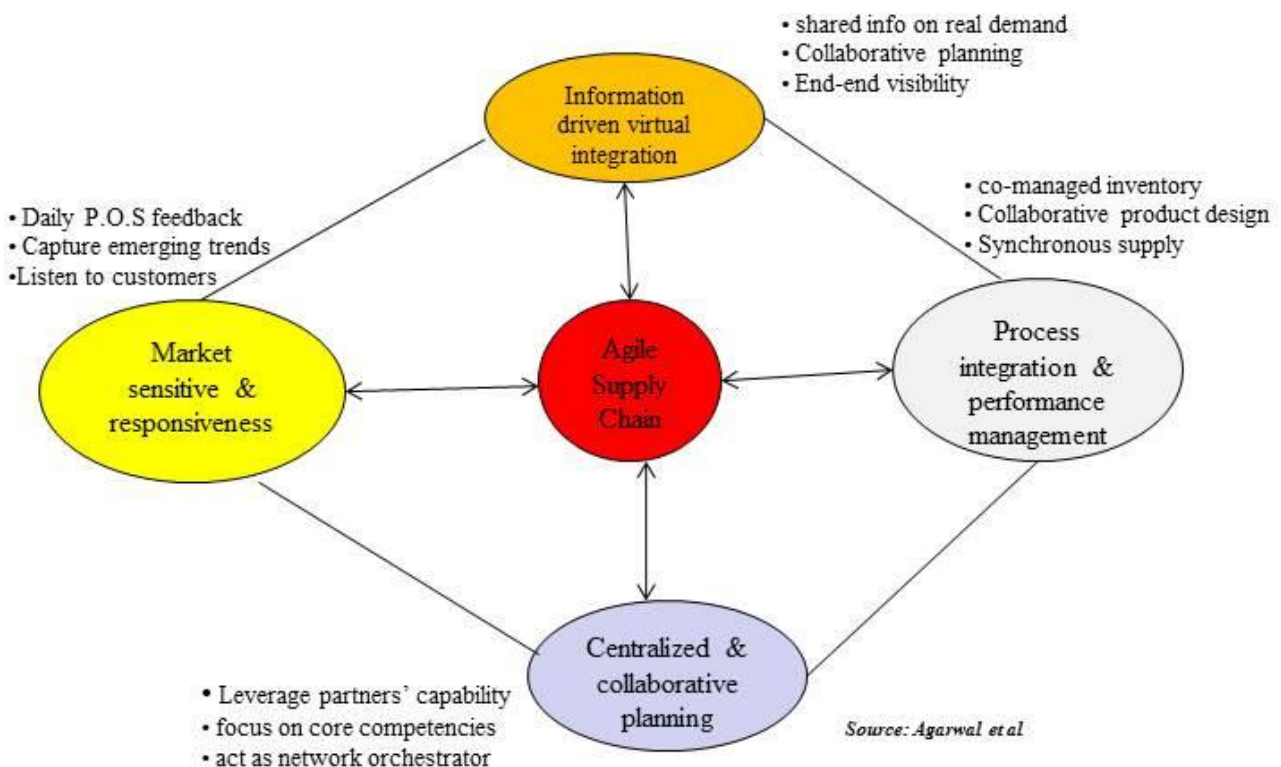 • shared info on real demand
• Collaborative planning
• End-end visibility
Information
driven virtual
integration
• co-managed inventory
• Collaborative product design
• Synchronous supply
• Daily P.O.S feedback
• Capture emerging trends
•Listen to customers
Market
sensitive &
responsiveness
Agile
Supply
Chain
Process
integration &
performance
management
Centralized &
collaborative
planning
• Leverage partners’ capability
• focus on core competencies
• act as network orchestrator
Source: Agarwal et al